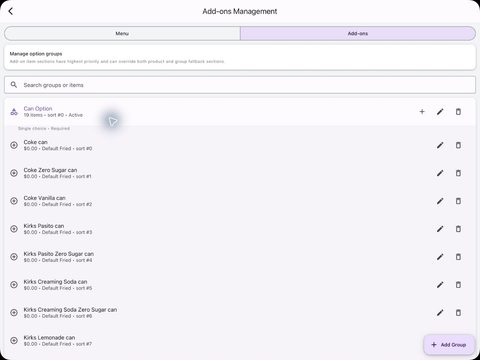 Add-ons Management
Menu
Add-ons
Manage option groups
Add-on item sections have highest priority and can override both product and group fallback sections.
Search groups or items
Can Option
19 items • sort #0 • Active
Single choice • Required
Coke can
$0.00 • Default Fried • sort #0
Coke Zero Sugar can
$0.00 • Default Fried • sort #1
Coke Vanilla can
$0.00 • Default Fried • sort #2
Kirks Pasito can
$0.00 • Default Fried • sort #3
Kirks Pasito Zero Sugar can
$0.00 • Default Fried • sort #4
Kirks Creaming Soda can
$0.00 • Default Fried • sort #5
Kirks Creaming Soda Zero Sugar can
$0.00 • Default Fried • sort #6
Kirks Lemonade can
$0.00 • Default Fried • sort #7
+ Add Group